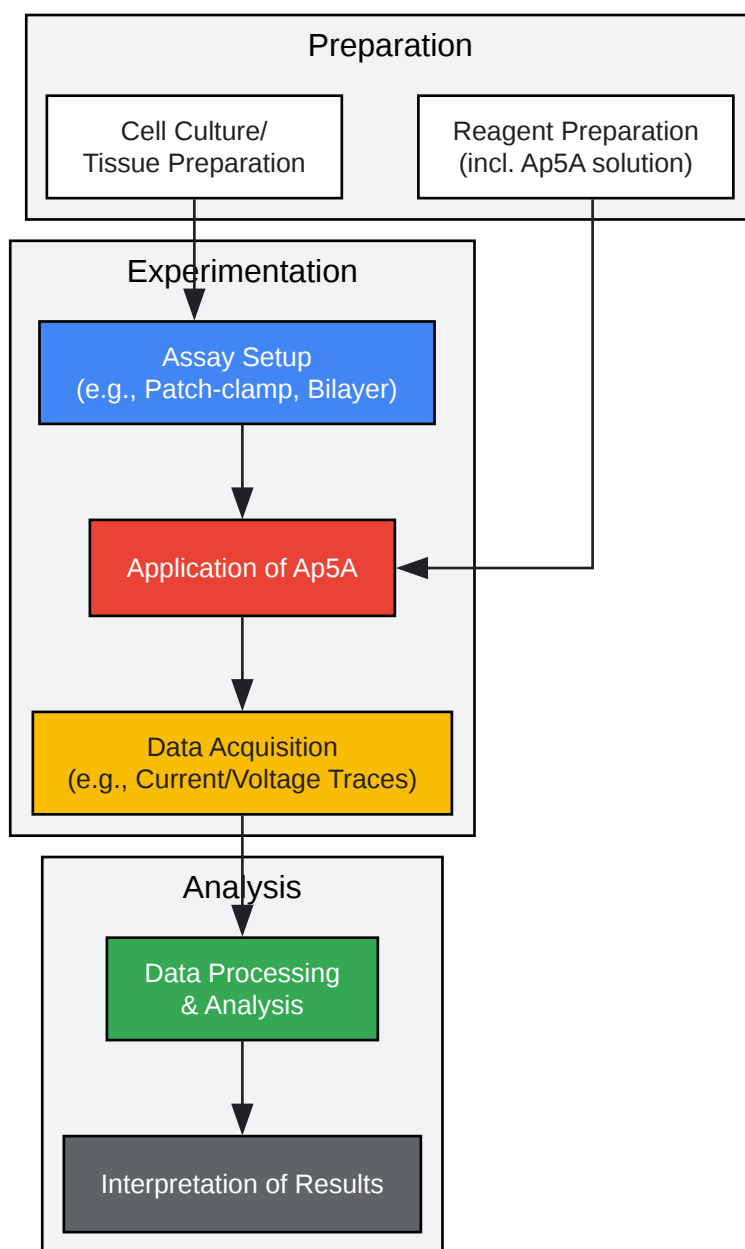 Preparation
Cell Culture/
Tissue Preparation
Reagent Preparation
(incl. Ap5A solution)
Experimentation
Assay Setup
(e.g., Patch-clamp, Bilayer)
Application of Ap5A
Data Acquisition
(e.g., Current/Voltage Traces)
Analysis
Data Processing
& Analysis
Interpretation of Results